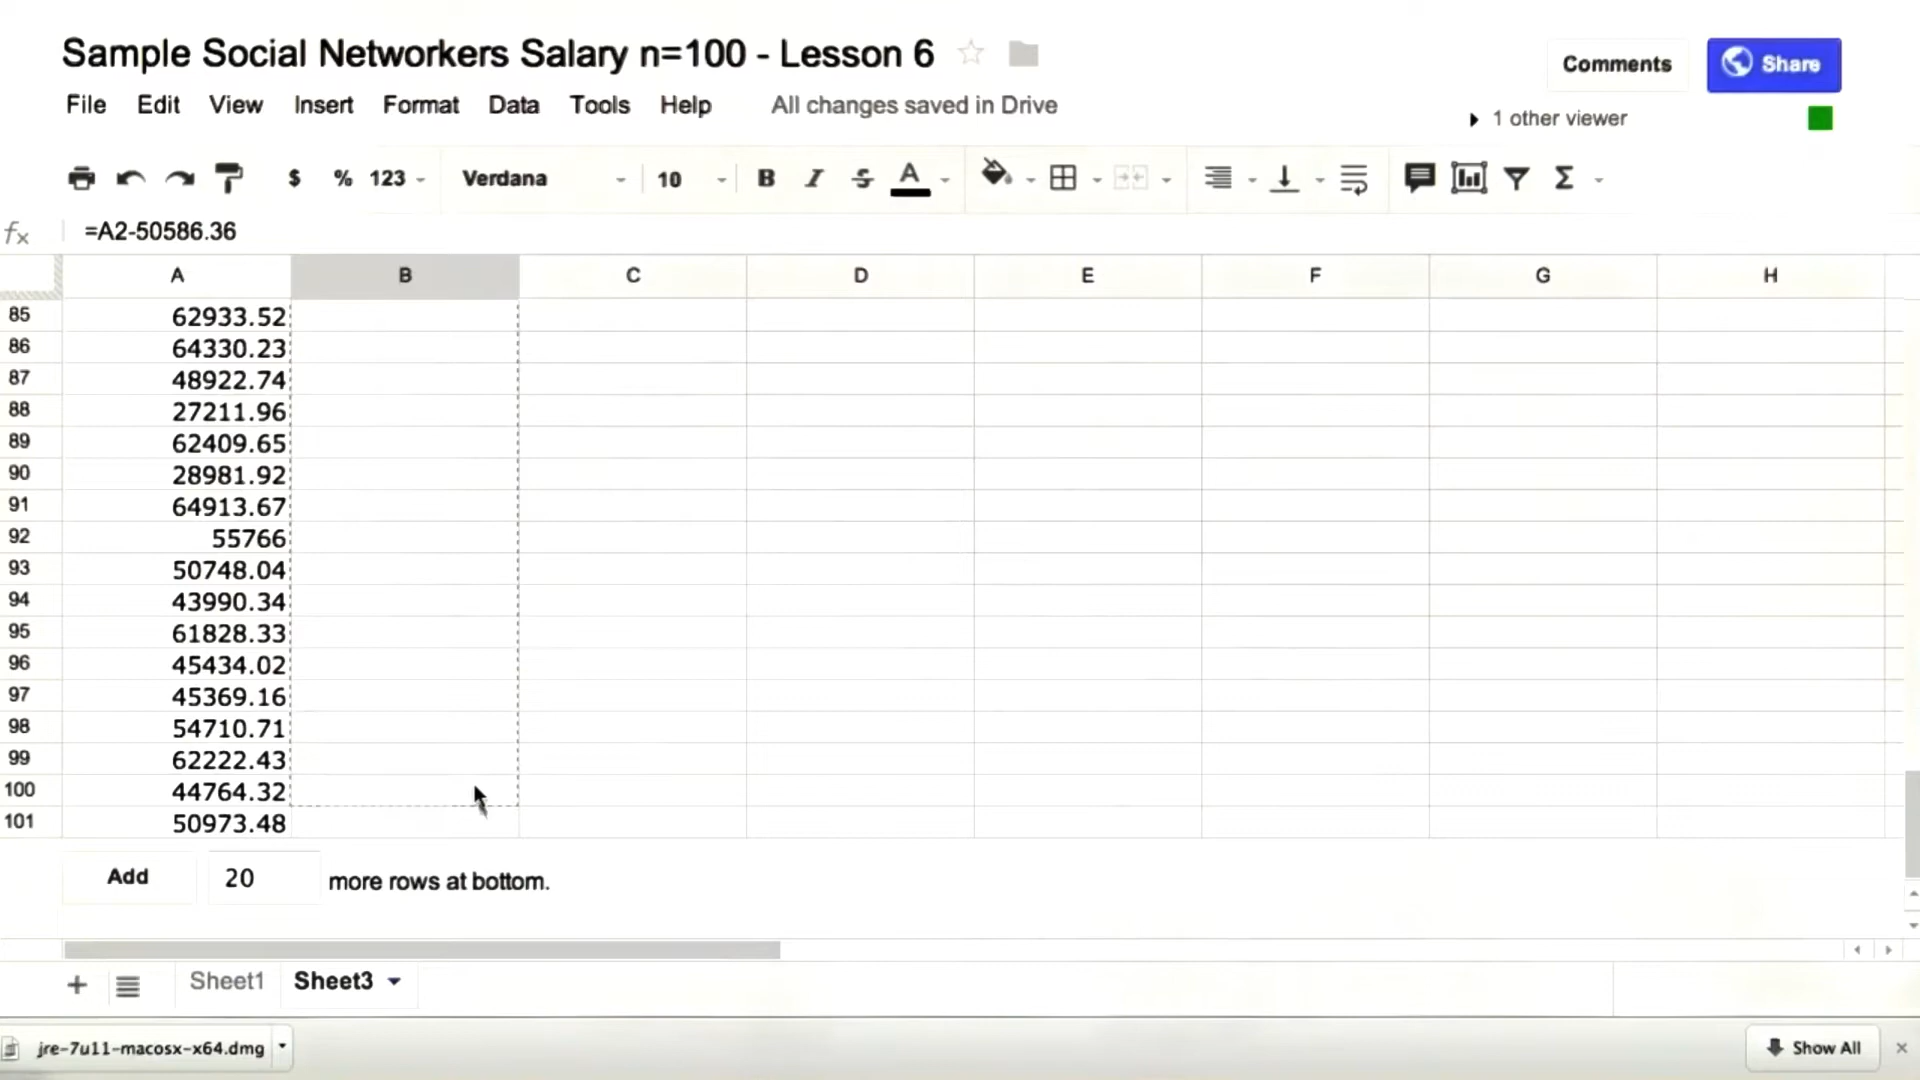 Sample Social Networkers Salary n=100 - Lesson 6
Comments
Share
File Edit View Insert Format Data Tools Help All changes saved in Drive
1 other viewer
$ % 123 Verdana 10 B I S A Σ
fx =A2-50586.36
A B C D E F G H
85 62933.52
86 64330.23
87 48922.74
88 27211.96
89 62409.65
90 28981.92
91 64913.67
92 55766
93 50748.04
94 43990.34
95 61828.33
96 45434.02
97 45369.16
98 54710.71
99 62222.43
100 44764.32
101 50973.48
Add 20 more rows at bottom.
Sheet1 Sheet3
jre-7u11-macosx-x64.dmg Show All